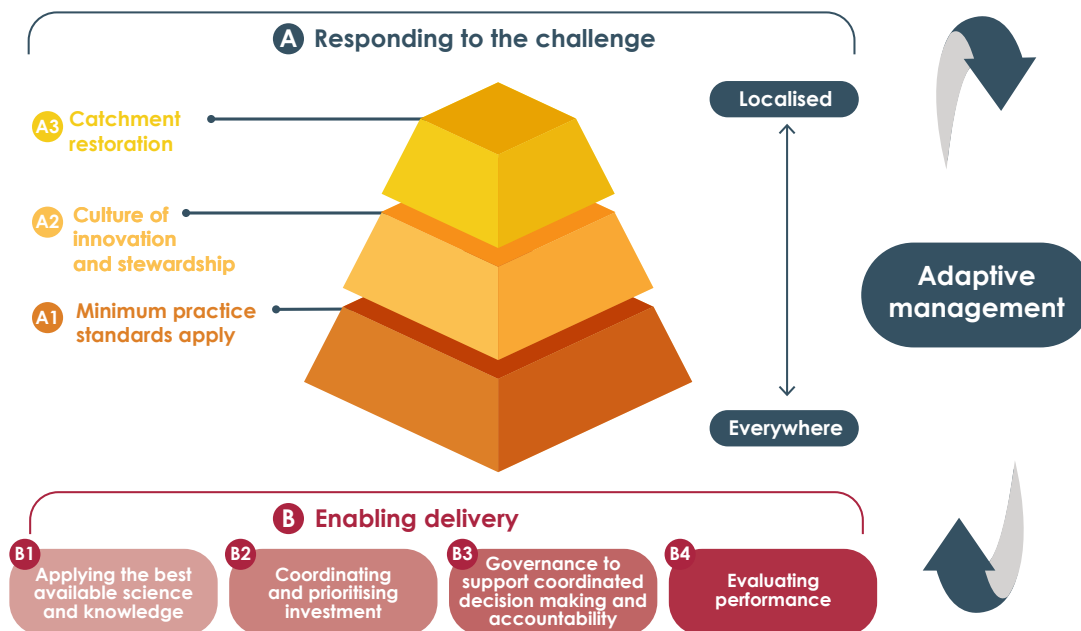 A Responding to the challenge
A3 Catchment
restoration
A2 Culture of
innovation
and stewardship
A1 Minimum practice
standards apply
Localised
Everywhere
Adaptive
management
B Enabling delivery
B1
Applying the best
available science
and knowledge
B2
Coordinating
and prioritising
investment
B3
Governance to
support coordinated
decision making and
accountability
B4
Evaluating
performance